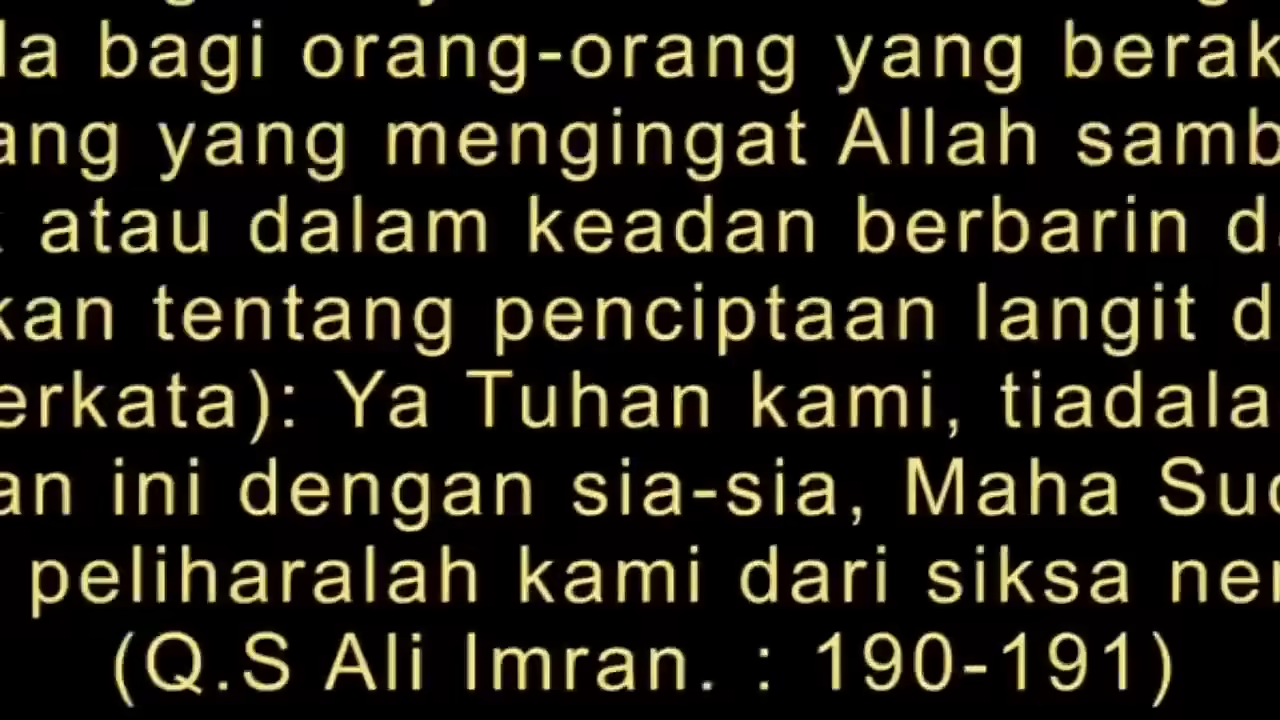 la bagi orang-orang yang berak
ang yang mengingat Allah samb
atau dalam keadan berbarin d
kan tentang penciptaan langit d
erkata): Ya Tuhan kami, tiadala
an ini dengan sia-sia, Maha Suc
peliharalah kami dari siksa ner
(Q.S Ali Imran. : 190-191)